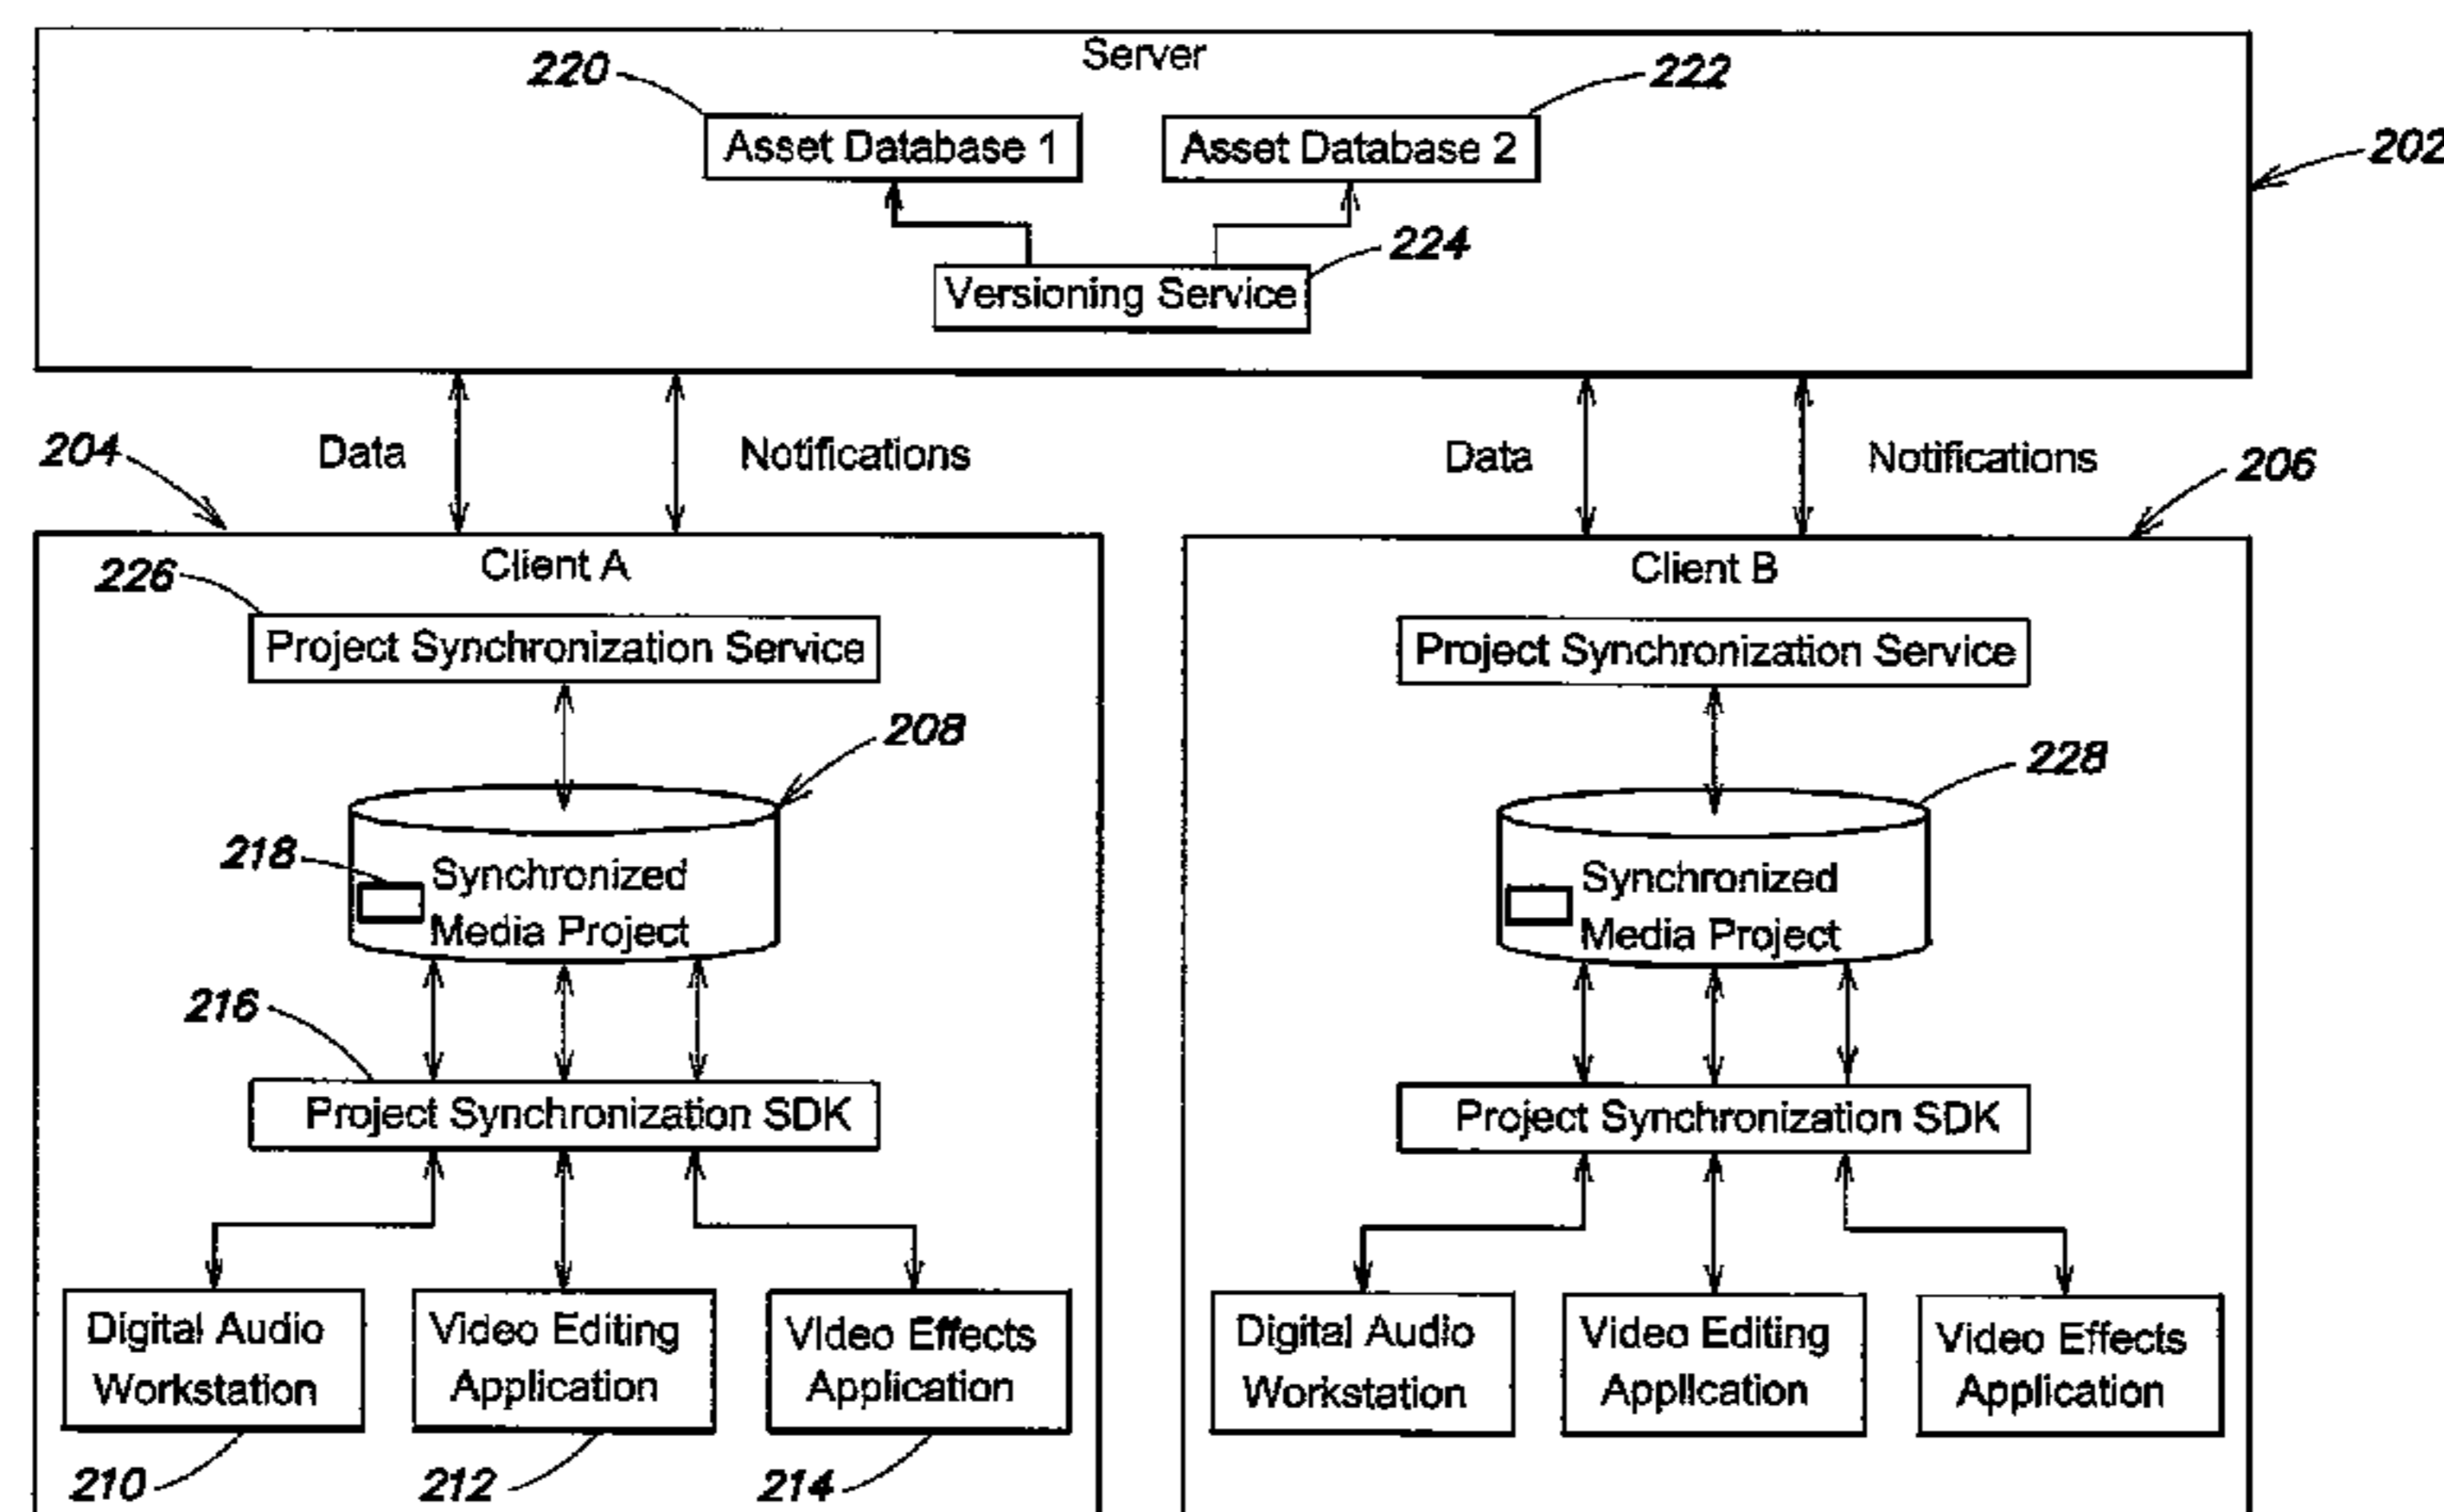 Server
220
222
Asset Database 1
Asset Database 2
202
224
Versioning Service
204
Data
Notifications
Data
Notifications
206
Client A
Client B
226
Project Synchronization Service
Project Synchronization Service
208
228
218
Synchronized
Media Project
Synchronized
Media Project
216
Project Synchronization SDK
Project Synchronization SDK
Digital Audio
Workstation
Video Editing
Application
Video Effects
Application
Digital Audio
Workstation
Video Editing
Application
Video Effects
Application
210
212
214